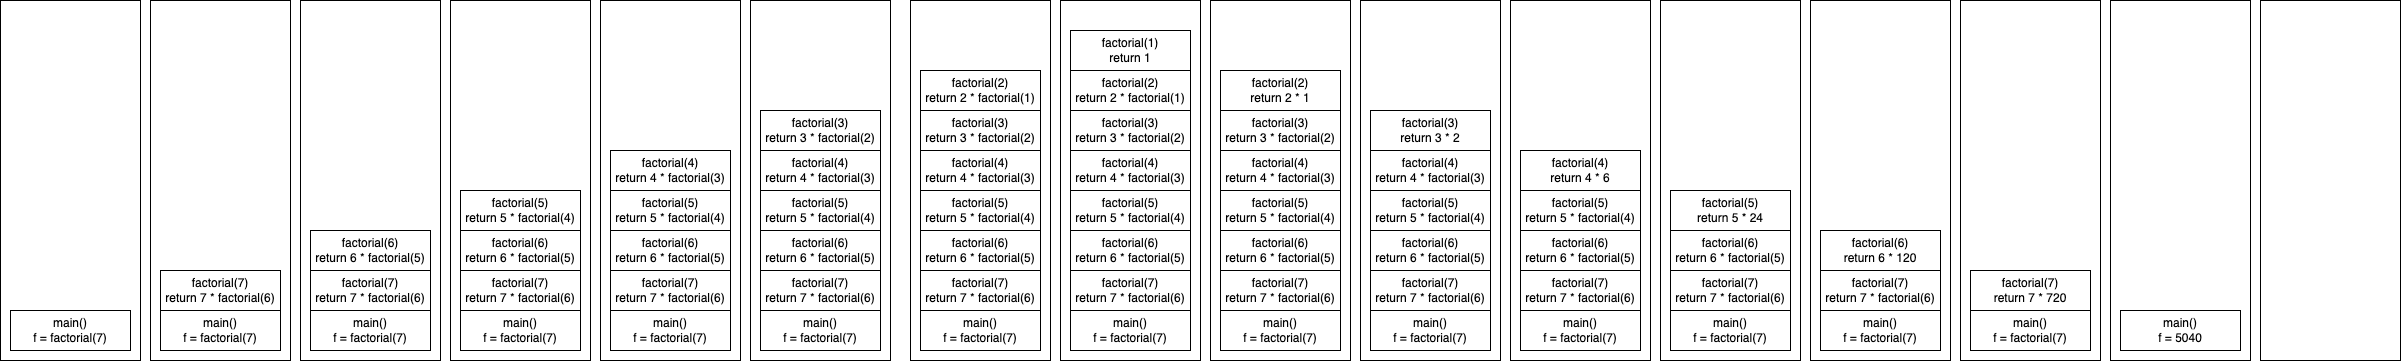 main()
f = factorial(7)
factorial(7)
return 7 * factorial(6)
main()
f = factorial(7)
factorial(6)
return 6 * factorial(5)
factorial(7)
return 7 * factorial(6)
main()
f = factorial(7)
factorial(5)
return 5 * factorial(4)
factorial(6)
return 6 * factorial(5)
factorial(7)
return 7 * factorial(6)
main()
f = factorial(7)
factorial(4)
return 4 * factorial(3)
factorial(5)
return 5 * factorial(4)
factorial(6)
return 6 * factorial(5)
factorial(7)
return 7 * factorial(6)
main()
f = factorial(7)
factorial(3)
return 3 * factorial(2)
factorial(4)
return 4 * factorial(3)
factorial(5)
return 5 * factorial(4)
factorial(6)
return 6 * factorial(5)
factorial(7)
return 7 * factorial(6)
main()
f = factorial(7)
factorial(2)
return 2 * factorial(1)
factorial(3)
return 3 * factorial(2)
factorial(4)
return 4 * factorial(3)
factorial(5)
return 5 * factorial(4)
factorial(6)
return 6 * factorial(5)
factorial(7)
return 7 * factorial(6)
main()
f = factorial(7)
factorial(1)
return 1
factorial(2)
return 2 * factorial(1)
factorial(3)
return 3 * factorial(2)
factorial(4)
return 4 * factorial(3)
factorial(5)
return 5 * factorial(4)
factorial(6)
return 6 * factorial(5)
factorial(7)
return 7 * factorial(6)
main()
f = factorial(7)
factorial(2)
return 2 * 1
factorial(3)
return 3 * factorial(2)
factorial(4)
return 4 * factorial(3)
factorial(5)
return 5 * factorial(4)
factorial(6)
return 6 * factorial(5)
factorial(7)
return 7 * factorial(6)
main()
f = factorial(7)
factorial(3)
return 3 * 2
factorial(4)
return 4 * factorial(3)
factorial(5)
return 5 * factorial(4)
factorial(6)
return 6 * factorial(5)
factorial(7)
return 7 * factorial(6)
main()
f = factorial(7)
factorial(4)
return 4 * 6
factorial(5)
return 5 * factorial(4)
factorial(6)
return 6 * factorial(5)
factorial(7)
return 7 * factorial(6)
main()
f = factorial(7)
factorial(5)
return 5 * 24
factorial(6)
return 6 * factorial(5)
factorial(7)
return 7 * factorial(6)
main()
f = factorial(7)
factorial(6)
return 6 * 120
factorial(7)
return 7 * factorial(6)
main()
f = factorial(7)
factorial(7)
return 7 * 720
main()
f = factorial(7)
main()
f = 5040